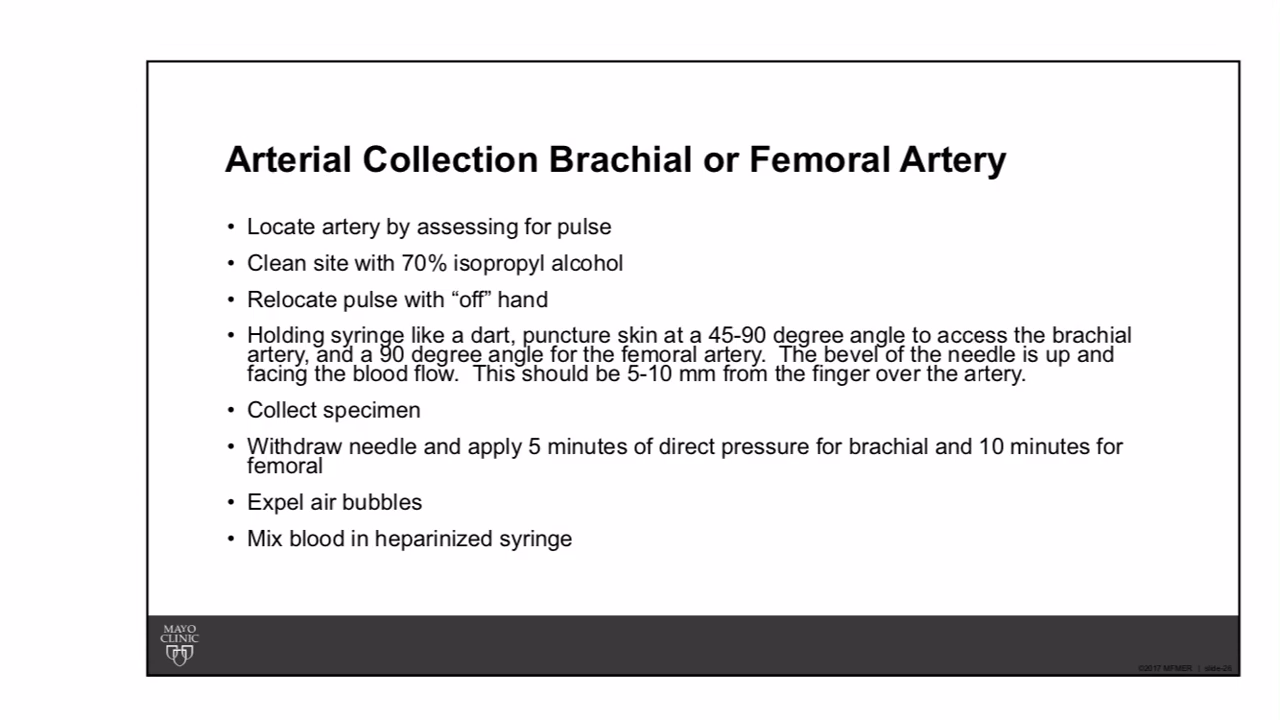 Arterial Collection Brachial or Femoral Artery
• Locate artery by assessing for pulse
• Clean site with 70% isopropyl alcohol
• Relocate pulse with “off” hand
• Holding syringe like a dart, puncture skin at a 45-90 degree angle to access the brachial
artery, and a 90 degree angle for the femoral artery.  The bevel of the needle is up and
facing the blood flow.  This should be 5-10 mm from the finger over the artery.
• Collect specimen
• Withdraw needle and apply 5 minutes of direct pressure for brachial and 10 minutes for
femoral
• Expel air bubbles
• Mix blood in heparinized syringe
MAYO
CLINIC
©2017 MFMER | slide-26